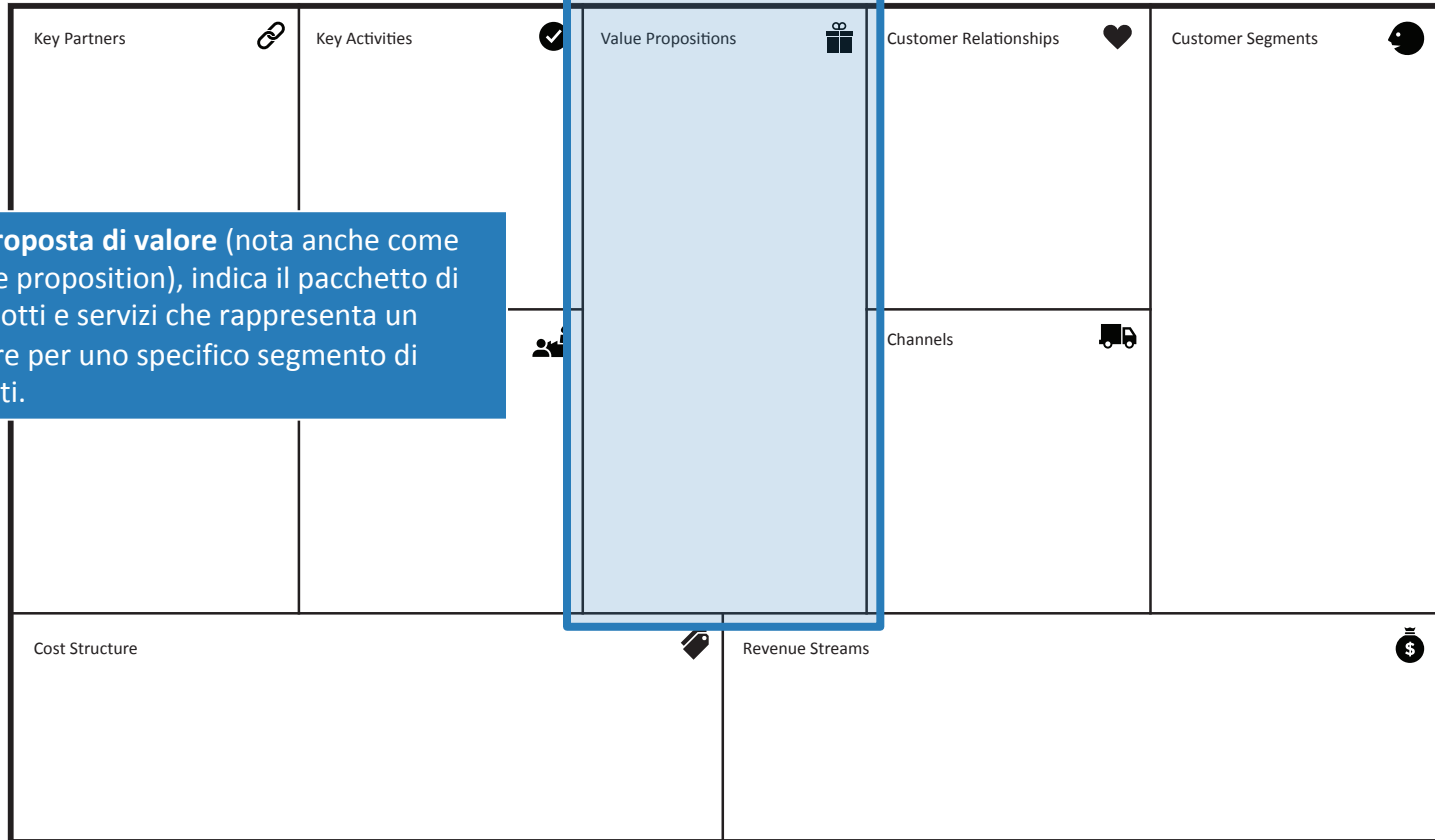 Key Partners
Key Activities
Value Propositions
Customer Relationships
Customer Segments
roposta di valore (nota anche come
e proposition), indica il pacchetto di
otti e servizi che rappresenta un
re per uno specifico segmento di
ti.
Channels
Cost Structure
Revenue Streams
$